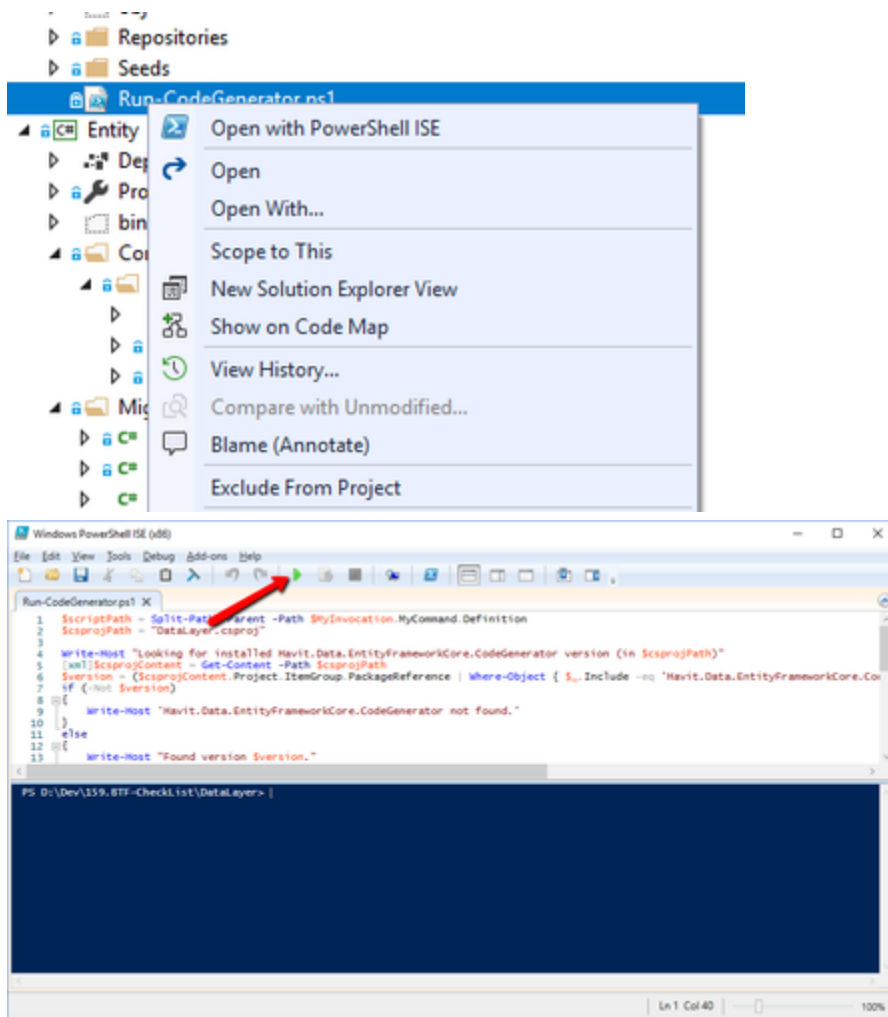 Repositories
Seeds
Run-CodeGenerator.ps1
C# Entity
Open with PowerShell ISE
Dep
Open
Pro
Open With...
bin
Scope to This
Con
New Solution Explorer View
Show on Code Map
View History...
Mig
Compare with Unmodified...
C#
Blame (Annotate)
C#
C#
Exclude From Project
Windows PowerShell ISE (x86)
File Edit View Tools Debug Add-ons Help
Run-CodeGenerator.ps1 X
1 $scriptPath = Split-Path -Parent -Path $MyInvocation.MyCommand.Definition
2 $csprojPath = "DataLayer.csproj"
3
4 Write-Host "Looking for installed Havit.Data.EntityFrameworkCore.CodeGenerator version (in $csprojPath)"
5 [xml]$csprojContent = Get-Content -Path $csprojPath
6 $version = ($csprojContent.Project.ItemGroup.PackageReference | Where-Object { $_.Include -eq 'Havit.Data.EntityFrameworkCore.Co
7 if (-Not $version)
8 {
9 Write-Host 'Havit.Data.EntityFrameworkCore.CodeGenerator not found.'
10 }
11 else
12 {
13 Write-Host "Found version $version."
PS D:\Dev\159.BTF-CheckList\DataLayer>
Ln 1 Col 40 100%